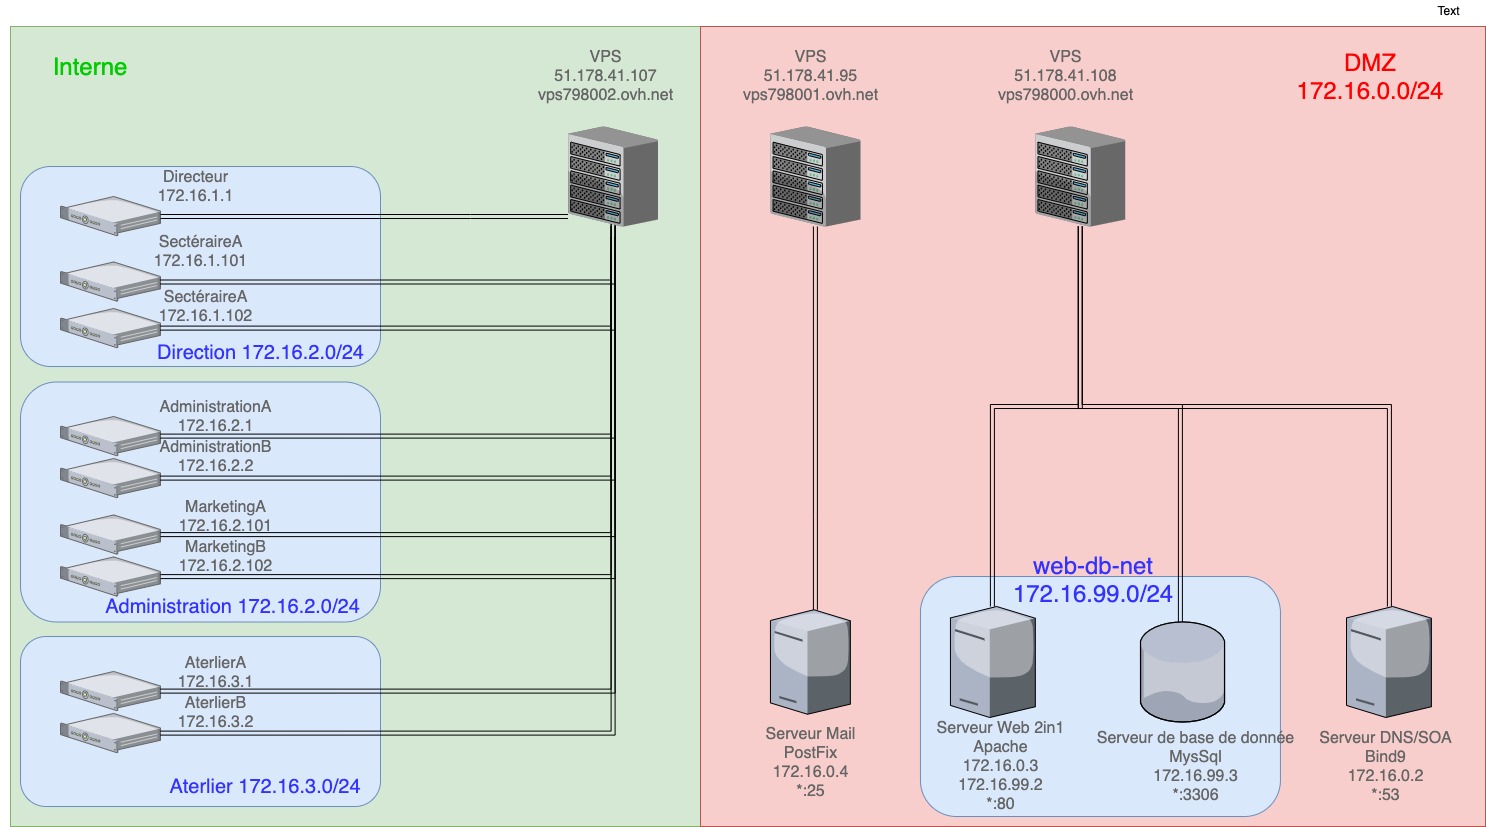 Text
Interne
VPS
51.178.41.107
vps798002.ovh.net
VPS
51.178.41.95
vps798001.ovh.net
VPS
51.178.41.108
vps798000.ovh.net
DMZ
172.16.0.0/24
Directeur
172.16.1.1
SectéraireA
172.16.1.101
SectéraireA
172.16.1.102
Direction 172.16.2.0/24
AdministrationA
172.16.2.1
AdministrationB
172.16.2.2
MarketingA
172.16.2.101
MarketingB
172.16.2.102
Administration 172.16.2.0/24
AterlierA
172.16.3.1
AterlierB
172.16.3.2
Aterlier 172.16.3.0/24
web-db-net
172.16.99.0/24
Serveur Mail
PostFix
172.16.0.4
*:25
Serveur Web 2in1
Apache
172.16.0.3
172.16.99.2
*:80
Serveur de base de donnée
MysSql
172.16.99.3
*:3306
Serveur DNS/SOA
Bind9
172.16.0.2
*:53